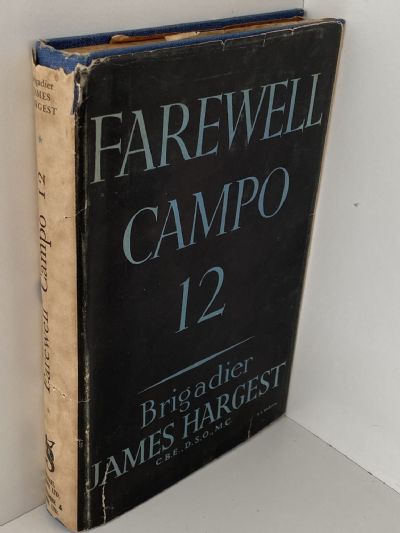 FAREWELL
CAMPO
12
Brigadier
JAMES HARGEST
C.B.E., D.S.O., M.C.
Brigadier
JAMES
HARGEST
Farewell Campo 12